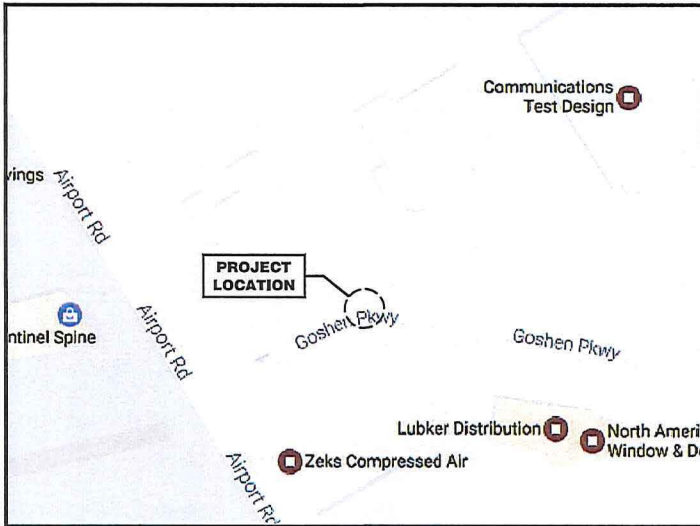 Communications
Test Design
vings
Airport Rd
PROJECT
LOCATION
Goshen Pkwy
ntinel Spine
Airport Rd
Goshen Pkwy
Lubker Distribution
North Ameri
Window & D
Zeks Compressed Air
Airport Rd